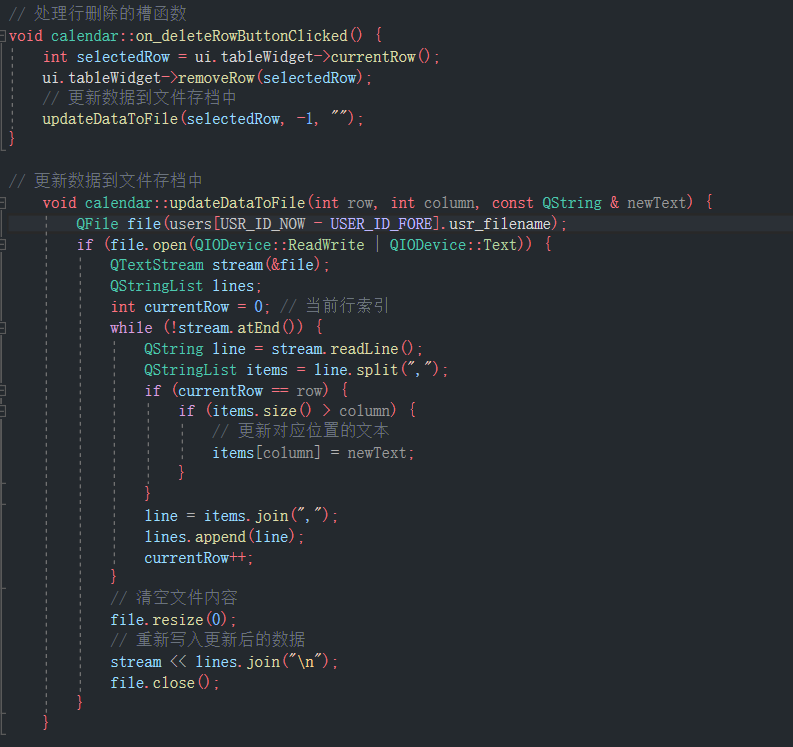 // 处理行删除的槽函数
void calendar::on_deleteRowButtonClicked() {
    int selectedRow = ui.tableWidget->currentRow();
    ui.tableWidget->removeRow(selectedRow);
    // 更新数据到文件存档中
    updateDataToFile(selectedRow, -1, "");
}

// 更新数据到文件存档中
    void calendar::updateDataToFile(int row, int column, const QString & newText) {
        QFile file(users[USR_ID_NOW - USER_ID_FORE].usr_filename);
        if (file.open(QIODevice::ReadWrite | QIODevice::Text)) {
            QTextStream stream(&file);
            QStringList lines;
            int currentRow = 0; // 当前行索引
            while (!stream.atEnd()) {
                QString line = stream.readLine();
                QStringList items = line.split(",");
                if (currentRow == row) {
                    if (items.size() > column) {
                        // 更新对应位置的文本
                        items[column] = newText;
                    }
                }
                line = items.join(",");
                lines.append(line);
                currentRow++;
            }
            // 清空文件内容
            file.resize(0);
            // 重新写入更新后的数据
            stream << lines.join("\n");
            file.close();
        }
    }